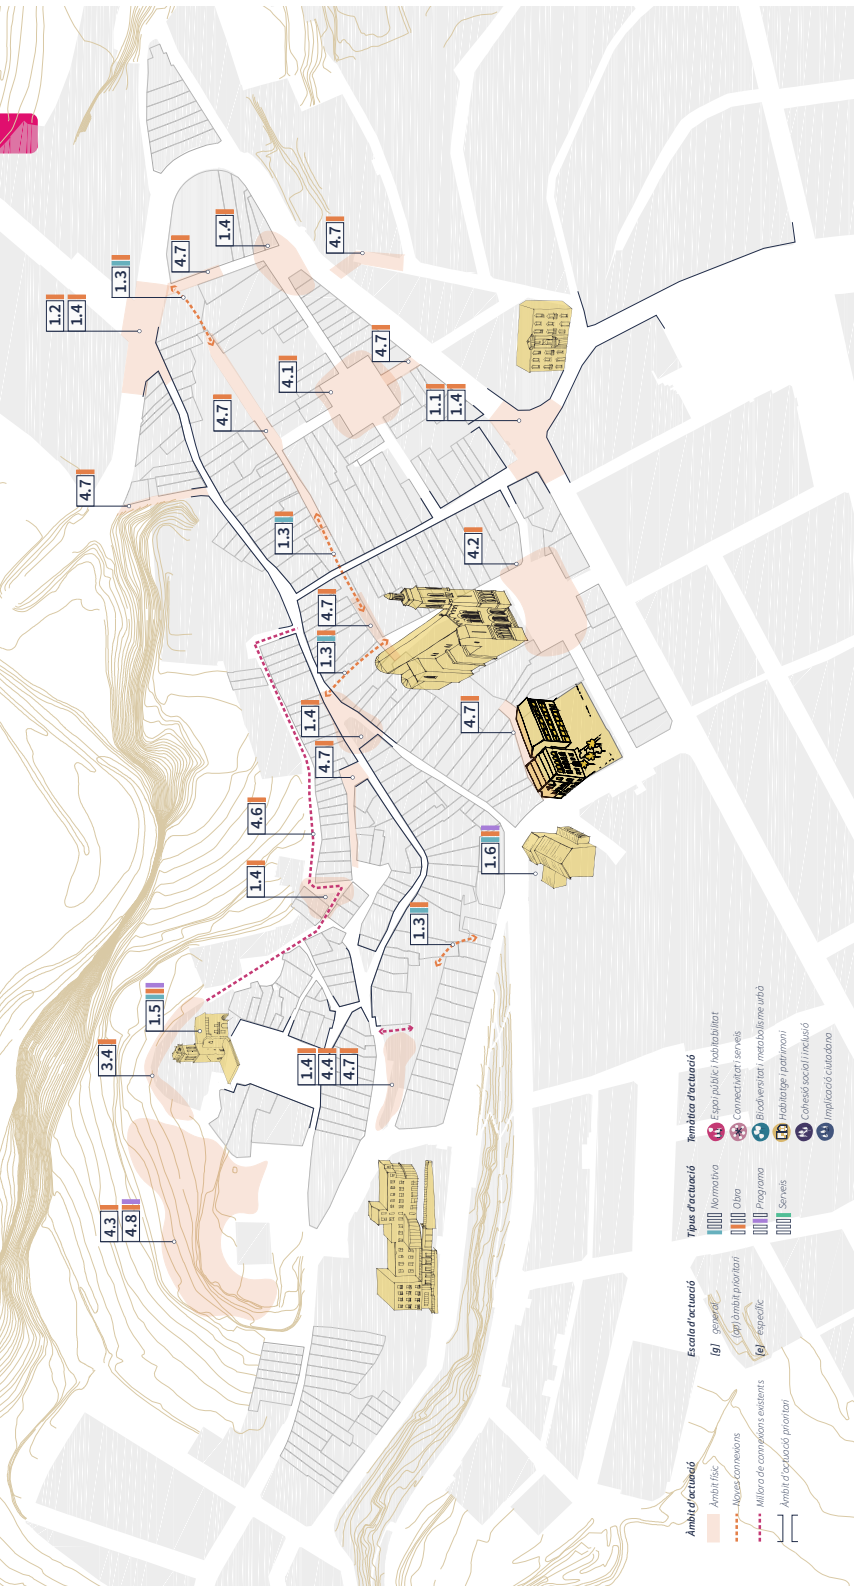 1.2
1.4
4.7
4.3
4.8
3.4
1.3
1.5
4.7
4.7
1.4
1.4
4.6
1.3
4.1
1.4
4.4
4.7
1.4
4.7
1.3
4.7
4.7
4.7
1.3
1.1
1.4
4.7
4.2
1.6
Àmbit d'actuació
Àmbit físic
Noves connexions
Millora de connexions existents
Àmbit d'actuació prioritari
Escala d'actuació
[g] general
(ap) àmbit prioritari
[e] específic
Tipus d'actuació
Normativa
Obra
Programa
Serveis
Temàtica d'actuació
Espai públic i habitabilitat
Connectivitat i serveis
Biodiversitat i metabolisme urbà
Habitatge i patrimoni
Cohesió social i inclusió
Implicació ciutadana